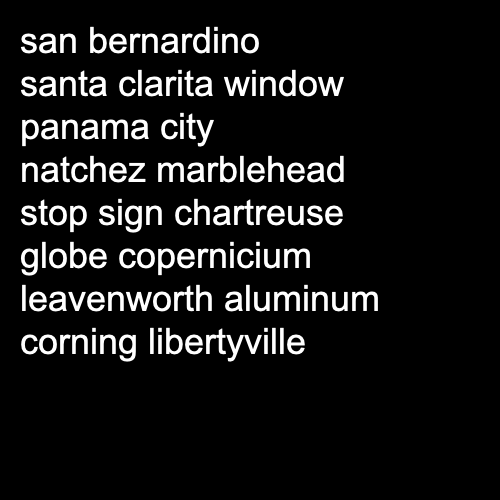 san bernardino
santa clarita window
panama city
natchez marblehead
stop sign chartreuse
globe copernicium
leavenworth aluminum
corning libertyville